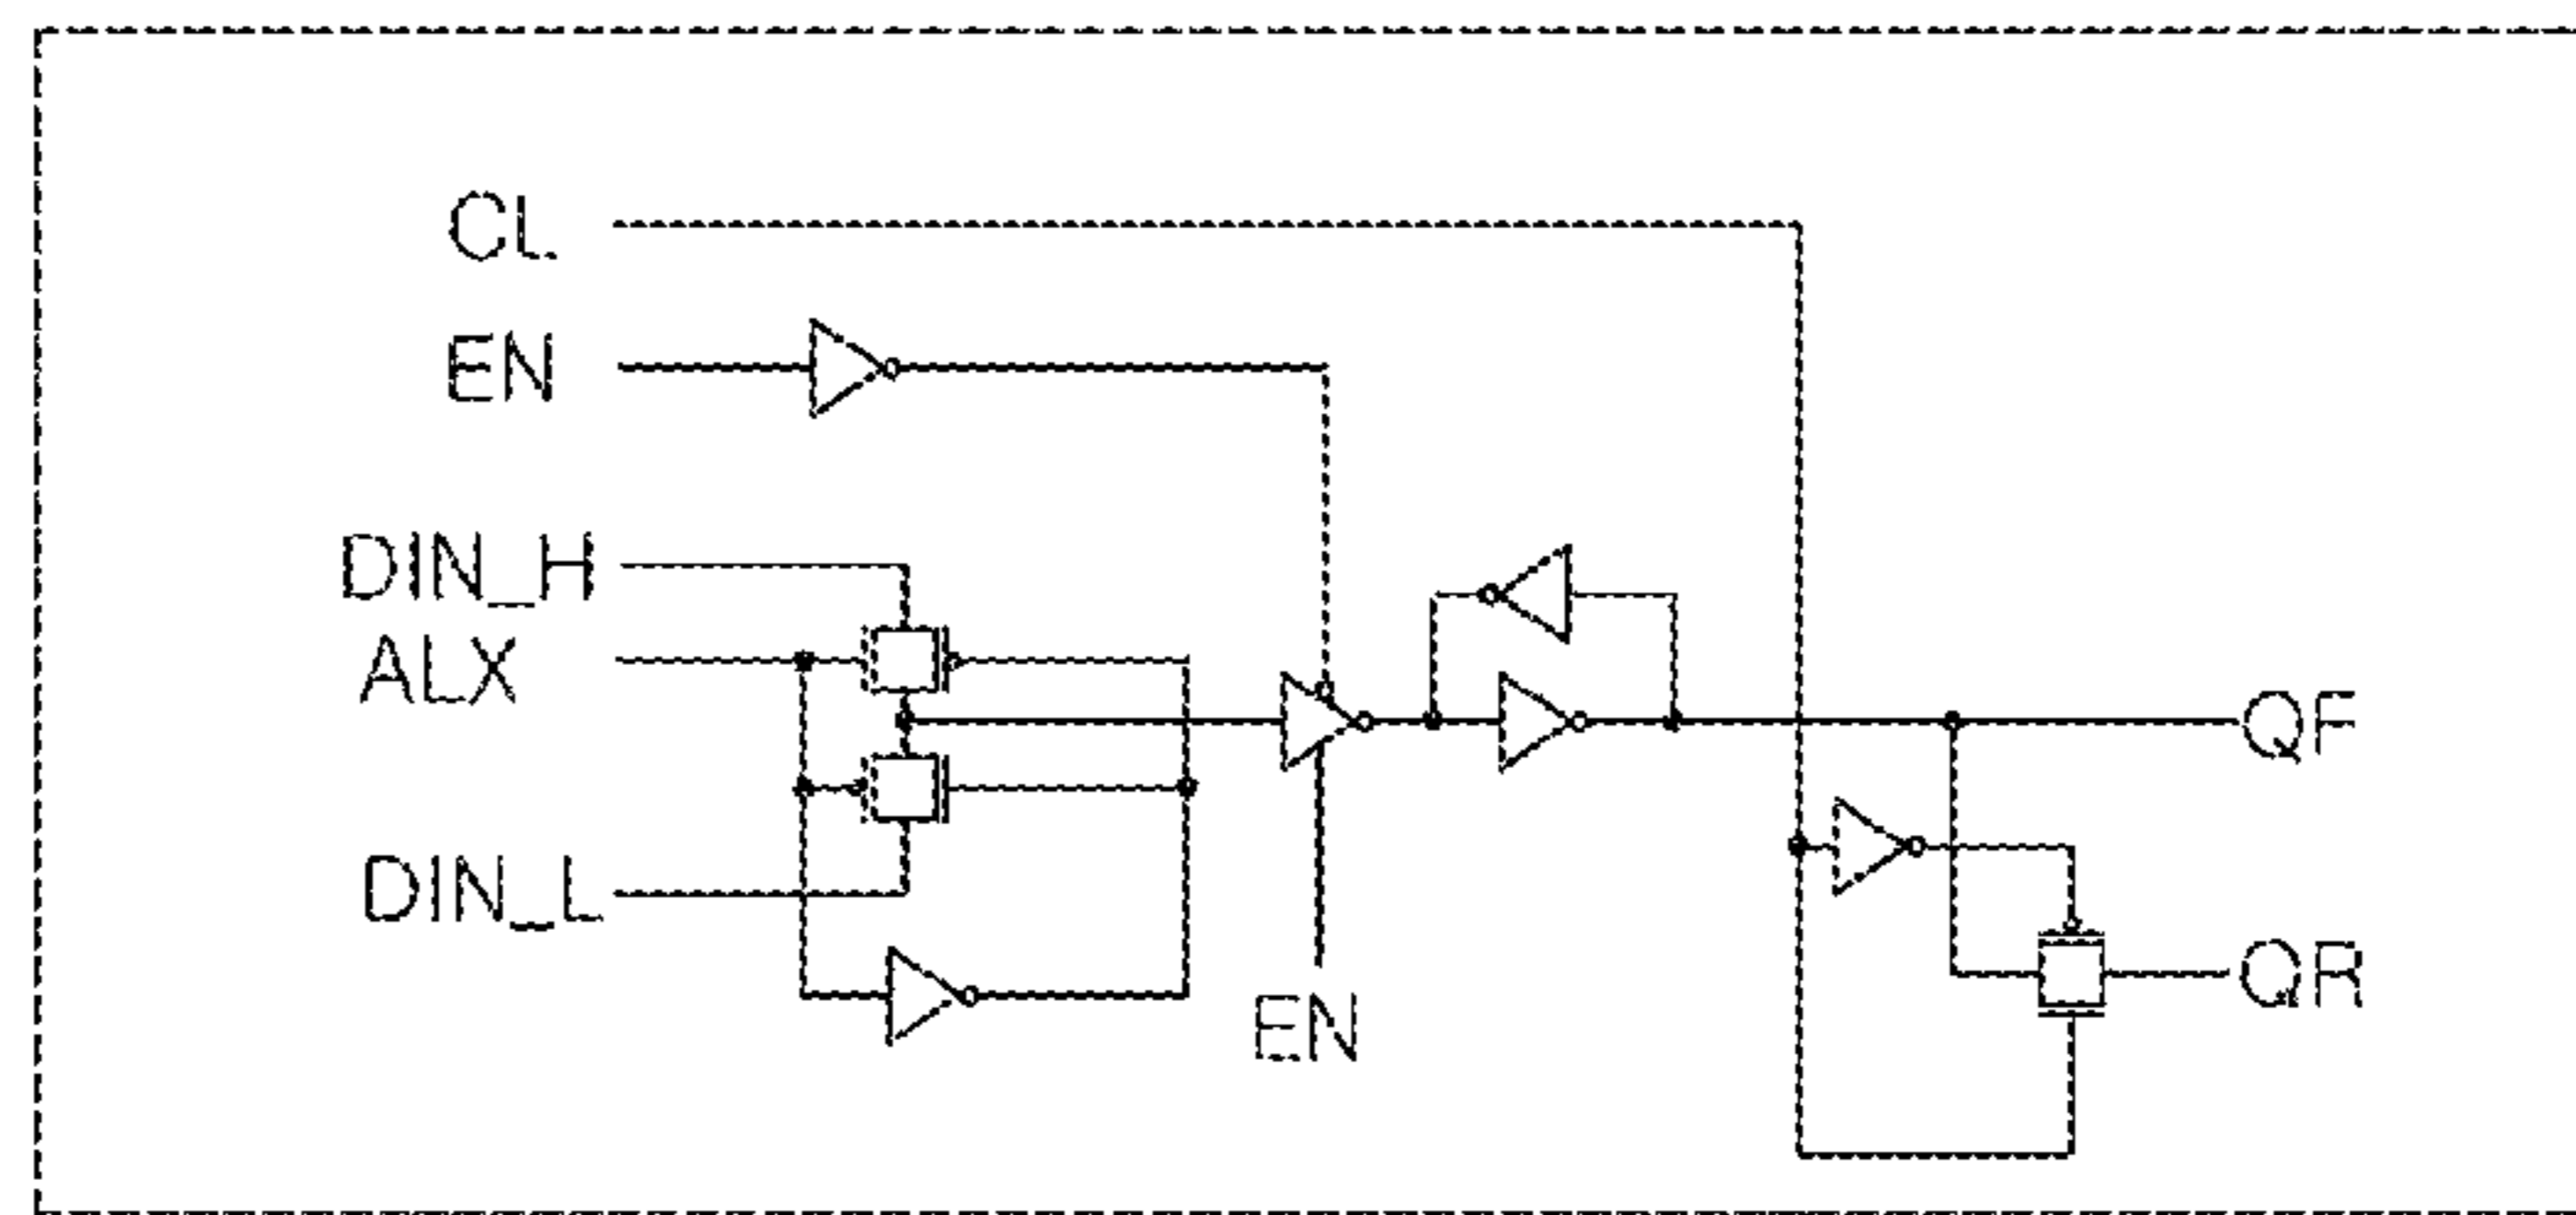 CL
EN
DIN_H
ALX
QF
DIN_L
QR
EN